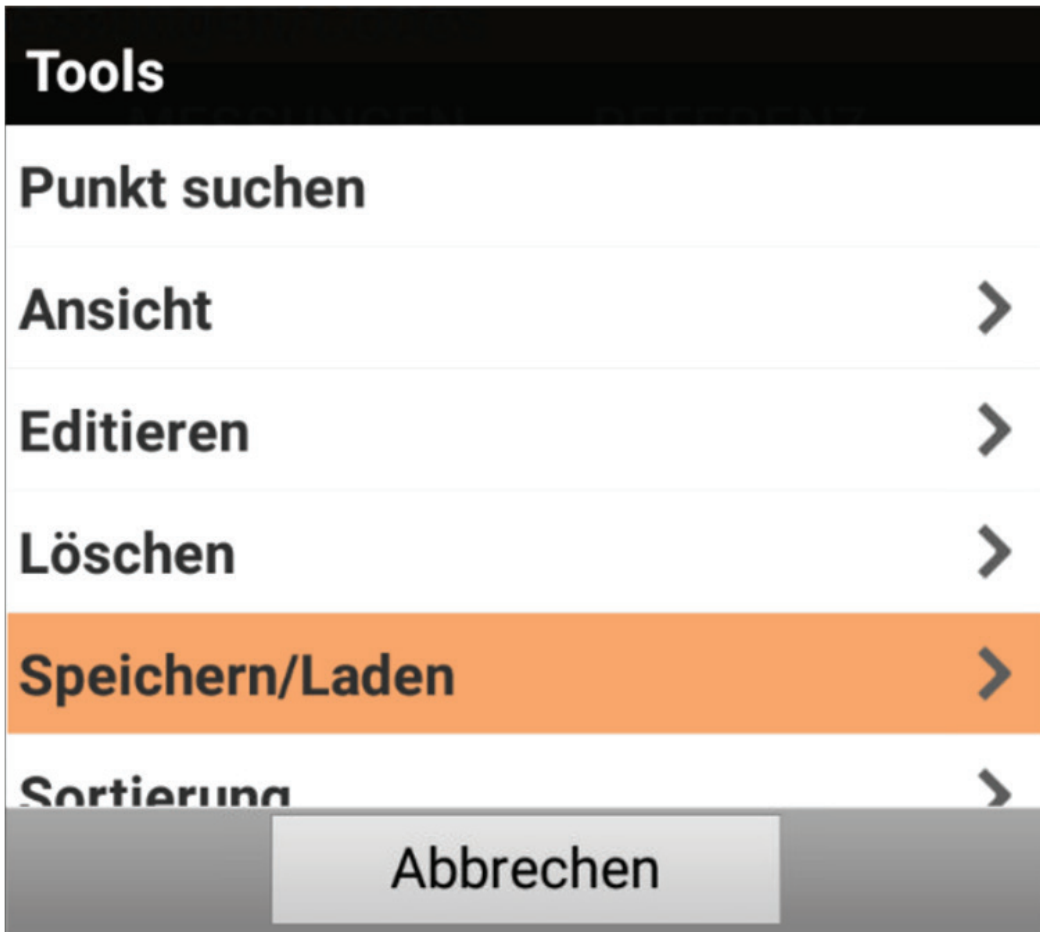 Tools
Punkt suchen
Ansicht
Editieren
Löschen
Speichern/Laden
Sortierung
Abbrechen